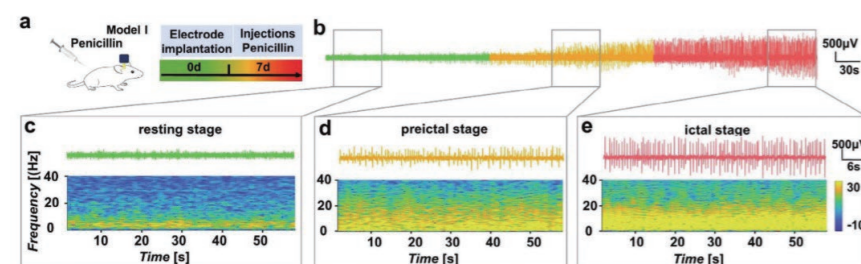 a
Model I
Penicillin
Electrode implantation
Injections Penicillin
0d
7d
b
500μV
30s
c
resting stage
Frequency [(Hz)
40
20
0
10 20 30 40 50
Time [s]
d
preictal stage
40
20
0
10 20 30 40 50
Time [s]
e
ictal stage
500μV
6s
40
20
0
10 20 30 40 50
Time [s]
30
-10